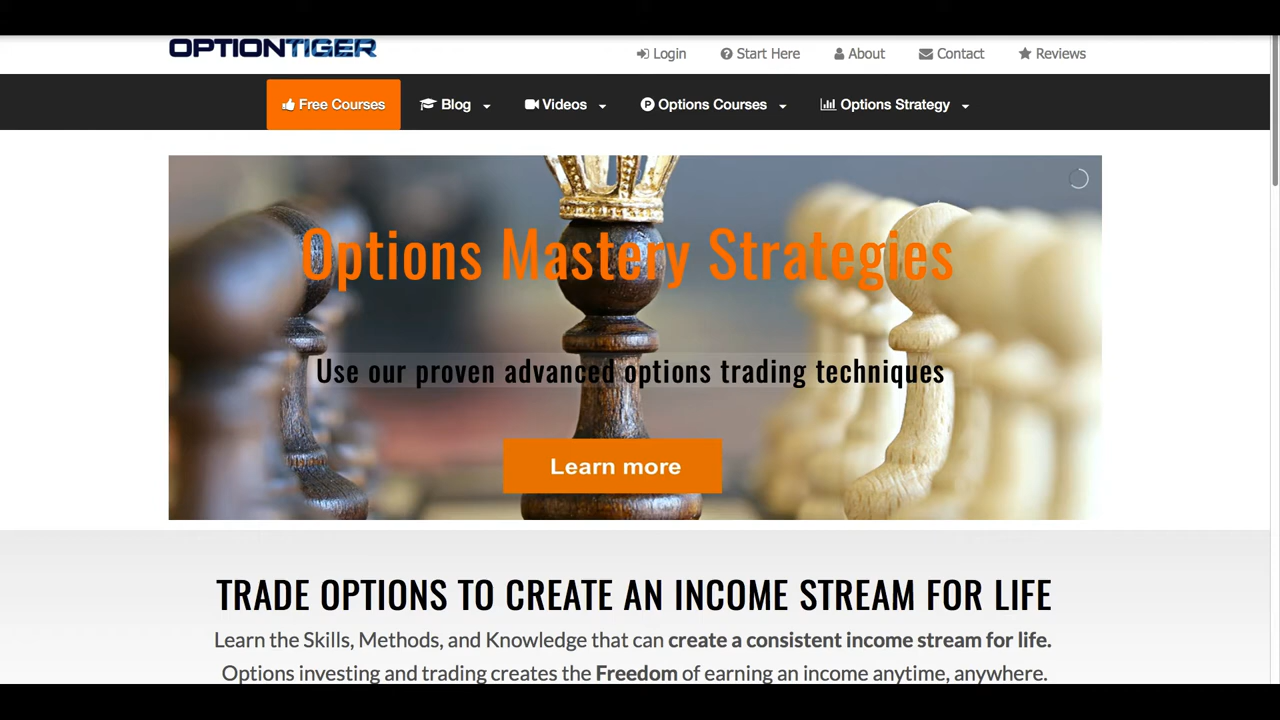 OPTIONTIGER
Login Start Here About Contact Reviews
Free Courses Blog Videos Options Courses Options Strategy
Options Mastery Strategies
Use our proven advanced options trading techniques
Learn more
TRADE OPTIONS TO CREATE AN INCOME STREAM FOR LIFE
Learn the Skills, Methods, and Knowledge that can create a consistent income stream for life.
Options investing and trading creates the Freedom of earning an income anytime, anywhere.